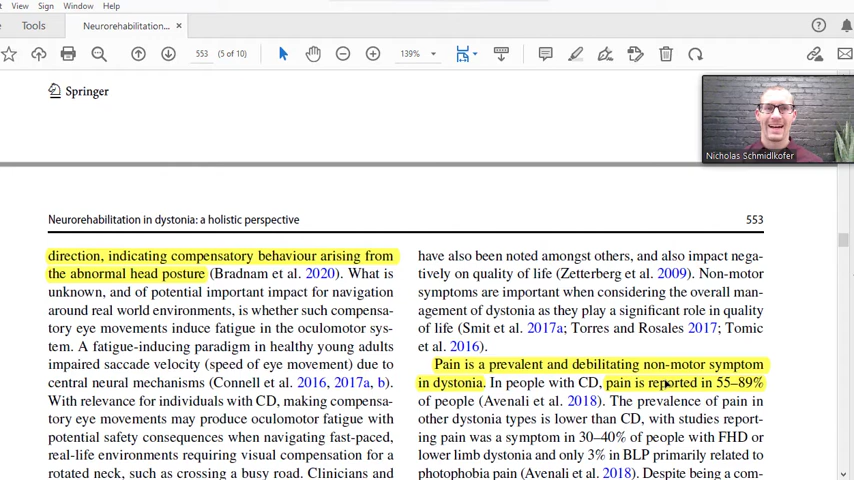 View Sign Window Help
Tools Neurorehabilitation... ×
553 (5 of 10) 139%
Springer
Nicholas Schmidlkofer
Neurorehabilitation in dystonia: a holistic perspective
553
direction, indicating compensatory behaviour arising from
the abnormal head posture (Bradnam et al. 2020). What is
unknown, and of potential important impact for navigation
around real world environments, is whether such compensa-
tory eye movements induce fatigue in the oculomotor sys-
tem. A fatigue-inducing paradigm in healthy young adults
impaired saccade velocity (speed of eye movement) due to
central neural mechanisms (Connell et al. 2016, 2017a, b).
With relevance for individuals with CD, making compensa-
tory eye movements may produce oculomotor fatigue with
potential safety consequences when navigating fast-paced,
real-life environments requiring visual compensation for a
rotated neck, such as crossing a busy road. Clinicians and
have also been noted amongst others, and also impact nega-
tively on quality of life (Zetterberg et al. 2009). Non-motor
symptoms are important when considering the overall man-
agement of dystonia as they play a significant role in quality
of life (Smit et al. 2017a; Torres and Rosales 2017; Tomic
et al. 2016).
Pain is a prevalent and debilitating non-motor symptom
in dystonia. In people with CD, pain is reported in 55–89%
of people (Avenali et al. 2018). The prevalence of pain in
other dystonia types is lower than CD, with studies report-
ing pain was a symptom in 30–40% of people with FHD or
lower limb dystonia and only 3% in BLP primarily related to
photophobia pain (Avenali et al. 2018). Despite being a com-